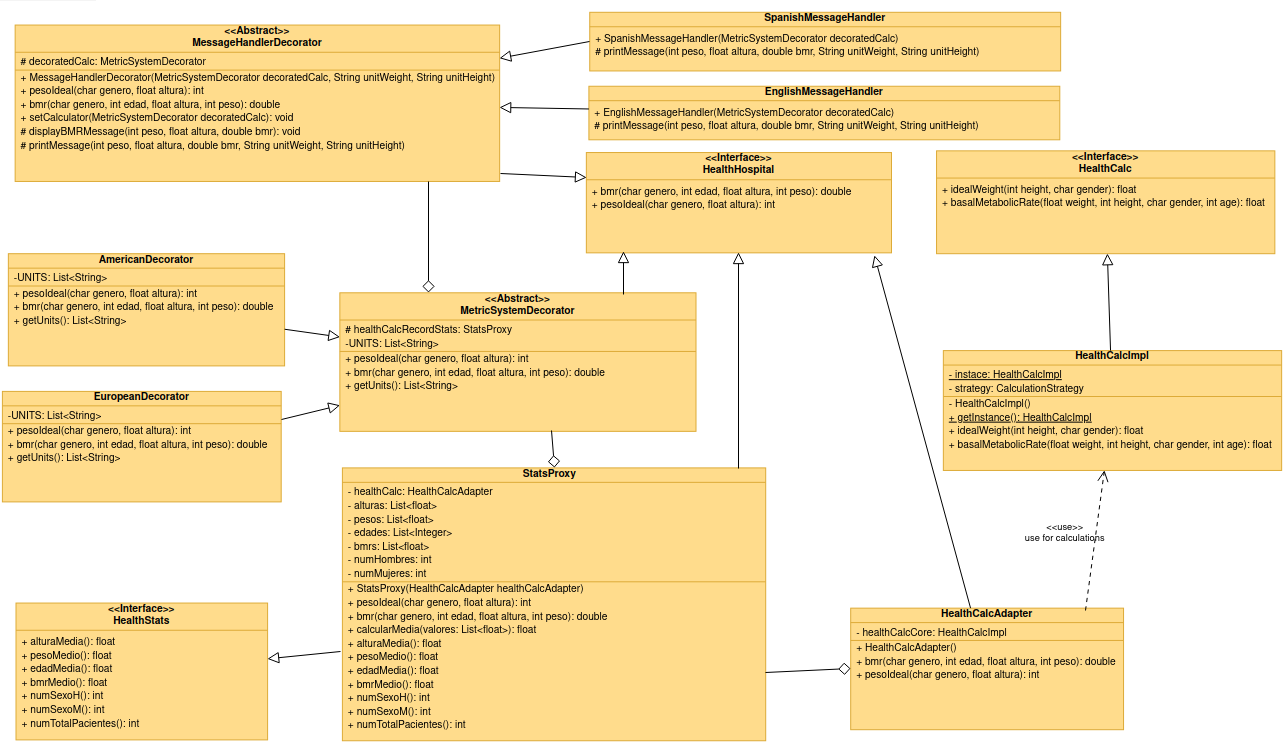 <<Abstract>>
MessageHandlerDecorator
# decoratedCalc: MetricSystemDecorator
+ MessageHandlerDecorator(MetricSystemDecorator decoratedCalc, String unitWeight, String unitHeight)
+ pesoIdeal(char genero, float altura): int
+ bmr(char genero, int edad, float altura, int peso): double
+ setCalculator(MetricSystemDecorator decoratedCalc): void
# displayBMRMessage(int peso, float altura, double bmr): void
# printMessage(int peso, float altura, double bmr, String unitWeight, String unitHeight)
SpanishMessageHandler
+ SpanishMessageHandler(MetricSystemDecorator decoratedCalc)
# printMessage(int peso, float altura, double bmr, String unitWeight, String unitHeight)
EnglishMessageHandler
+ EnglishMessageHandler(MetricSystemDecorator decoratedCalc)
# printMessage(int peso, float altura, double bmr, String unitWeight, String unitHeight)
<<Interface>>
HealthHospital
+ bmr(char genero, int edad, float altura, int peso): double
+ pesoIdeal(char genero, float altura): int
<<Interface>>
HealthCalc
+ idealWeight(int height, char gender): float
+ basalMetabolicRate(float weight, int height, char gender, int age): float
AmericanDecorator
-UNITS: List<String>
+ pesoIdeal(char genero, float altura): int
+ bmr(char genero, int edad, float altura, int peso): double
+ getUnits(): List<String>
<<Abstract>>
MetricSystemDecorator
# healthCalcRecordStats: StatsProxy
-UNITS: List<String>
+ pesoIdeal(char genero, float altura): int
+ bmr(char genero, int edad, float altura, int peso): double
+ getUnits(): List<String>
EuropeanDecorator
-UNITS: List<String>
+ pesoIdeal(char genero, float altura): int
+ bmr(char genero, int edad, float altura, int peso): double
+ getUnits(): List<String>
HealthCalcImpl
- instace: HealthCalcImpl
- strategy: CalculationStrategy
- HealthCalcImpl()
+ getInstance(): HealthCalcImpl
+ idealWeight(int height, char gender): float
+ basalMetabolicRate(float weight, int height, char gender, int age): float
StatsProxy
- healthCalc: HealthCalcAdapter
- alturas: List<float>
- pesos: List<float>
- edades: List<Integer>
- bmrs: List<float>
- numHombres: int
- numMujeres: int
+ StatsProxy(HealthCalcAdapter healthCalcAdapter)
+ pesoIdeal(char genero, float altura): int
+ bmr(char genero, int edad, float altura, int peso): double
+ calcularMedia(valores: List<float>): float
+ alturaMedia(): float
+ pesoMedio(): float
+ edadMedia(): float
+ bmrMedio(): float
+ numSexoH(): int
+ numSexoM(): int
+ numTotalPacientes(): int
<<use>>
use for calculations
<<Interface>>
HealthStats
+ alturaMedia(): float
+ pesoMedio(): float
+ edadMedia(): float
+ bmrMedio(): float
+ numSexoH(): int
+ numSexoM(): int
+ numTotalPacientes(): int
HealthCalcAdapter
- healthCalcCore: HealthCalcImpl
+ HealthCalcAdapter()
+ bmr(char genero, int edad, float altura, int peso): double
+ pesoIdeal(char genero, float altura): int